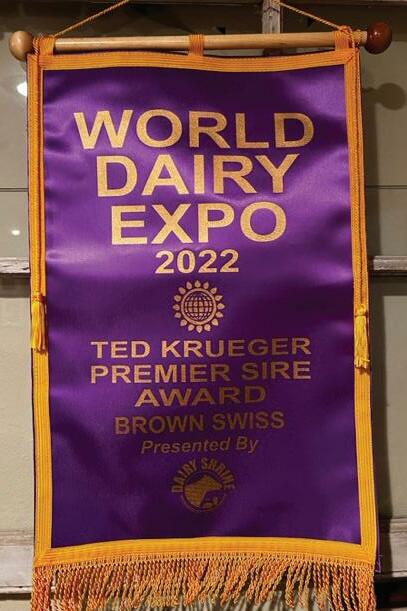 WORLD
DAIRY
EXPO
2022
TED KRUEGER
PREMIER SIRE
AWARD
BROWN SWISS
Presented By
DAIRY SHRINE